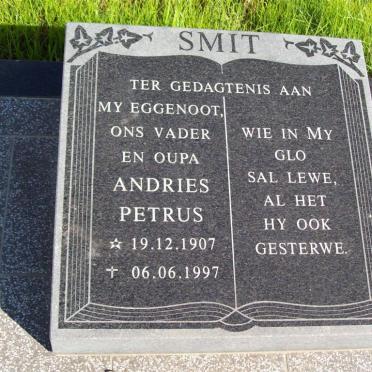 SMIT
TER GEDAGTENIS AAN
MY EGGENOOT,
ONS VADER
EN OUPA
ANDRIES
PETRUS
☆ 19.12.1907
† 06.06.1997
WIE IN MY
GLO
SAL LEWE,
AL HET
HY OOK
GESTERWE.